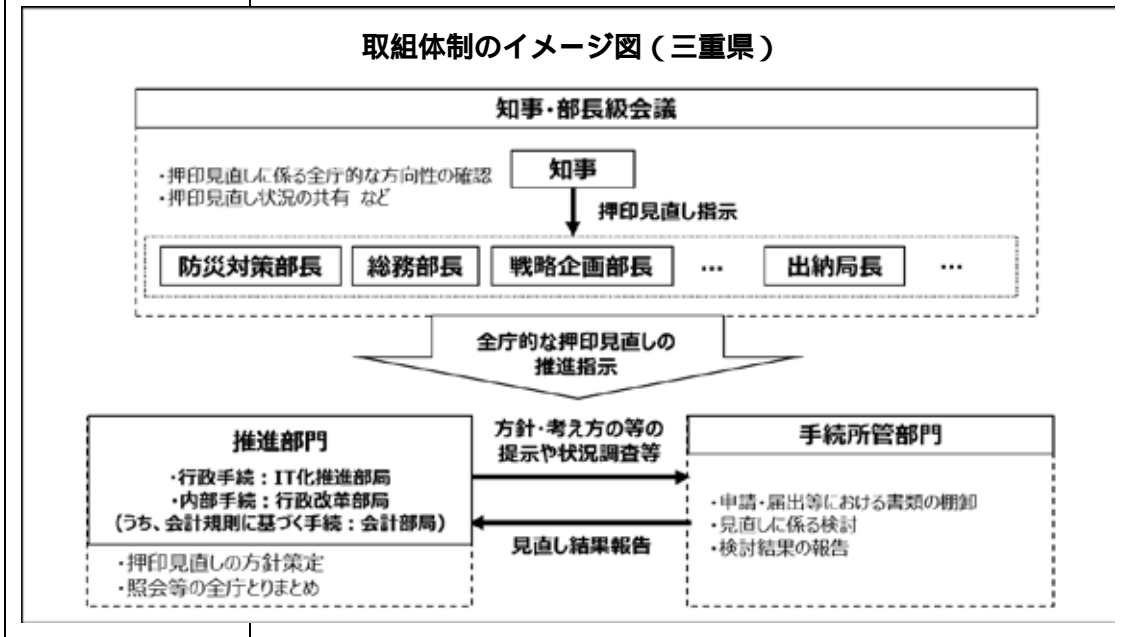 取組体制のイメージ図（三重県）
知事・部長級会議
・押印見直しに係る全庁的な方向性の確認
・押印見直し状況の共有 など
知事
押印見直し指示
防災対策部長
総務部長
戦略企画部長
…
出納局長
…
全庁的な押印見直しの
推進指示
推進部門
・行政手続：IT化推進部局
・内部手続：行政改革部局
（うち、会計規則に基づく手続：会計部局）
・押印見直しの方針策定
・照会等の全庁とりまとめ
方針・考え方の等の
提示や状況調査等
見直し結果報告
手続所管部門
・申請・届出等における書類の棚卸
・見直しに係る検討
・検討結果の報告